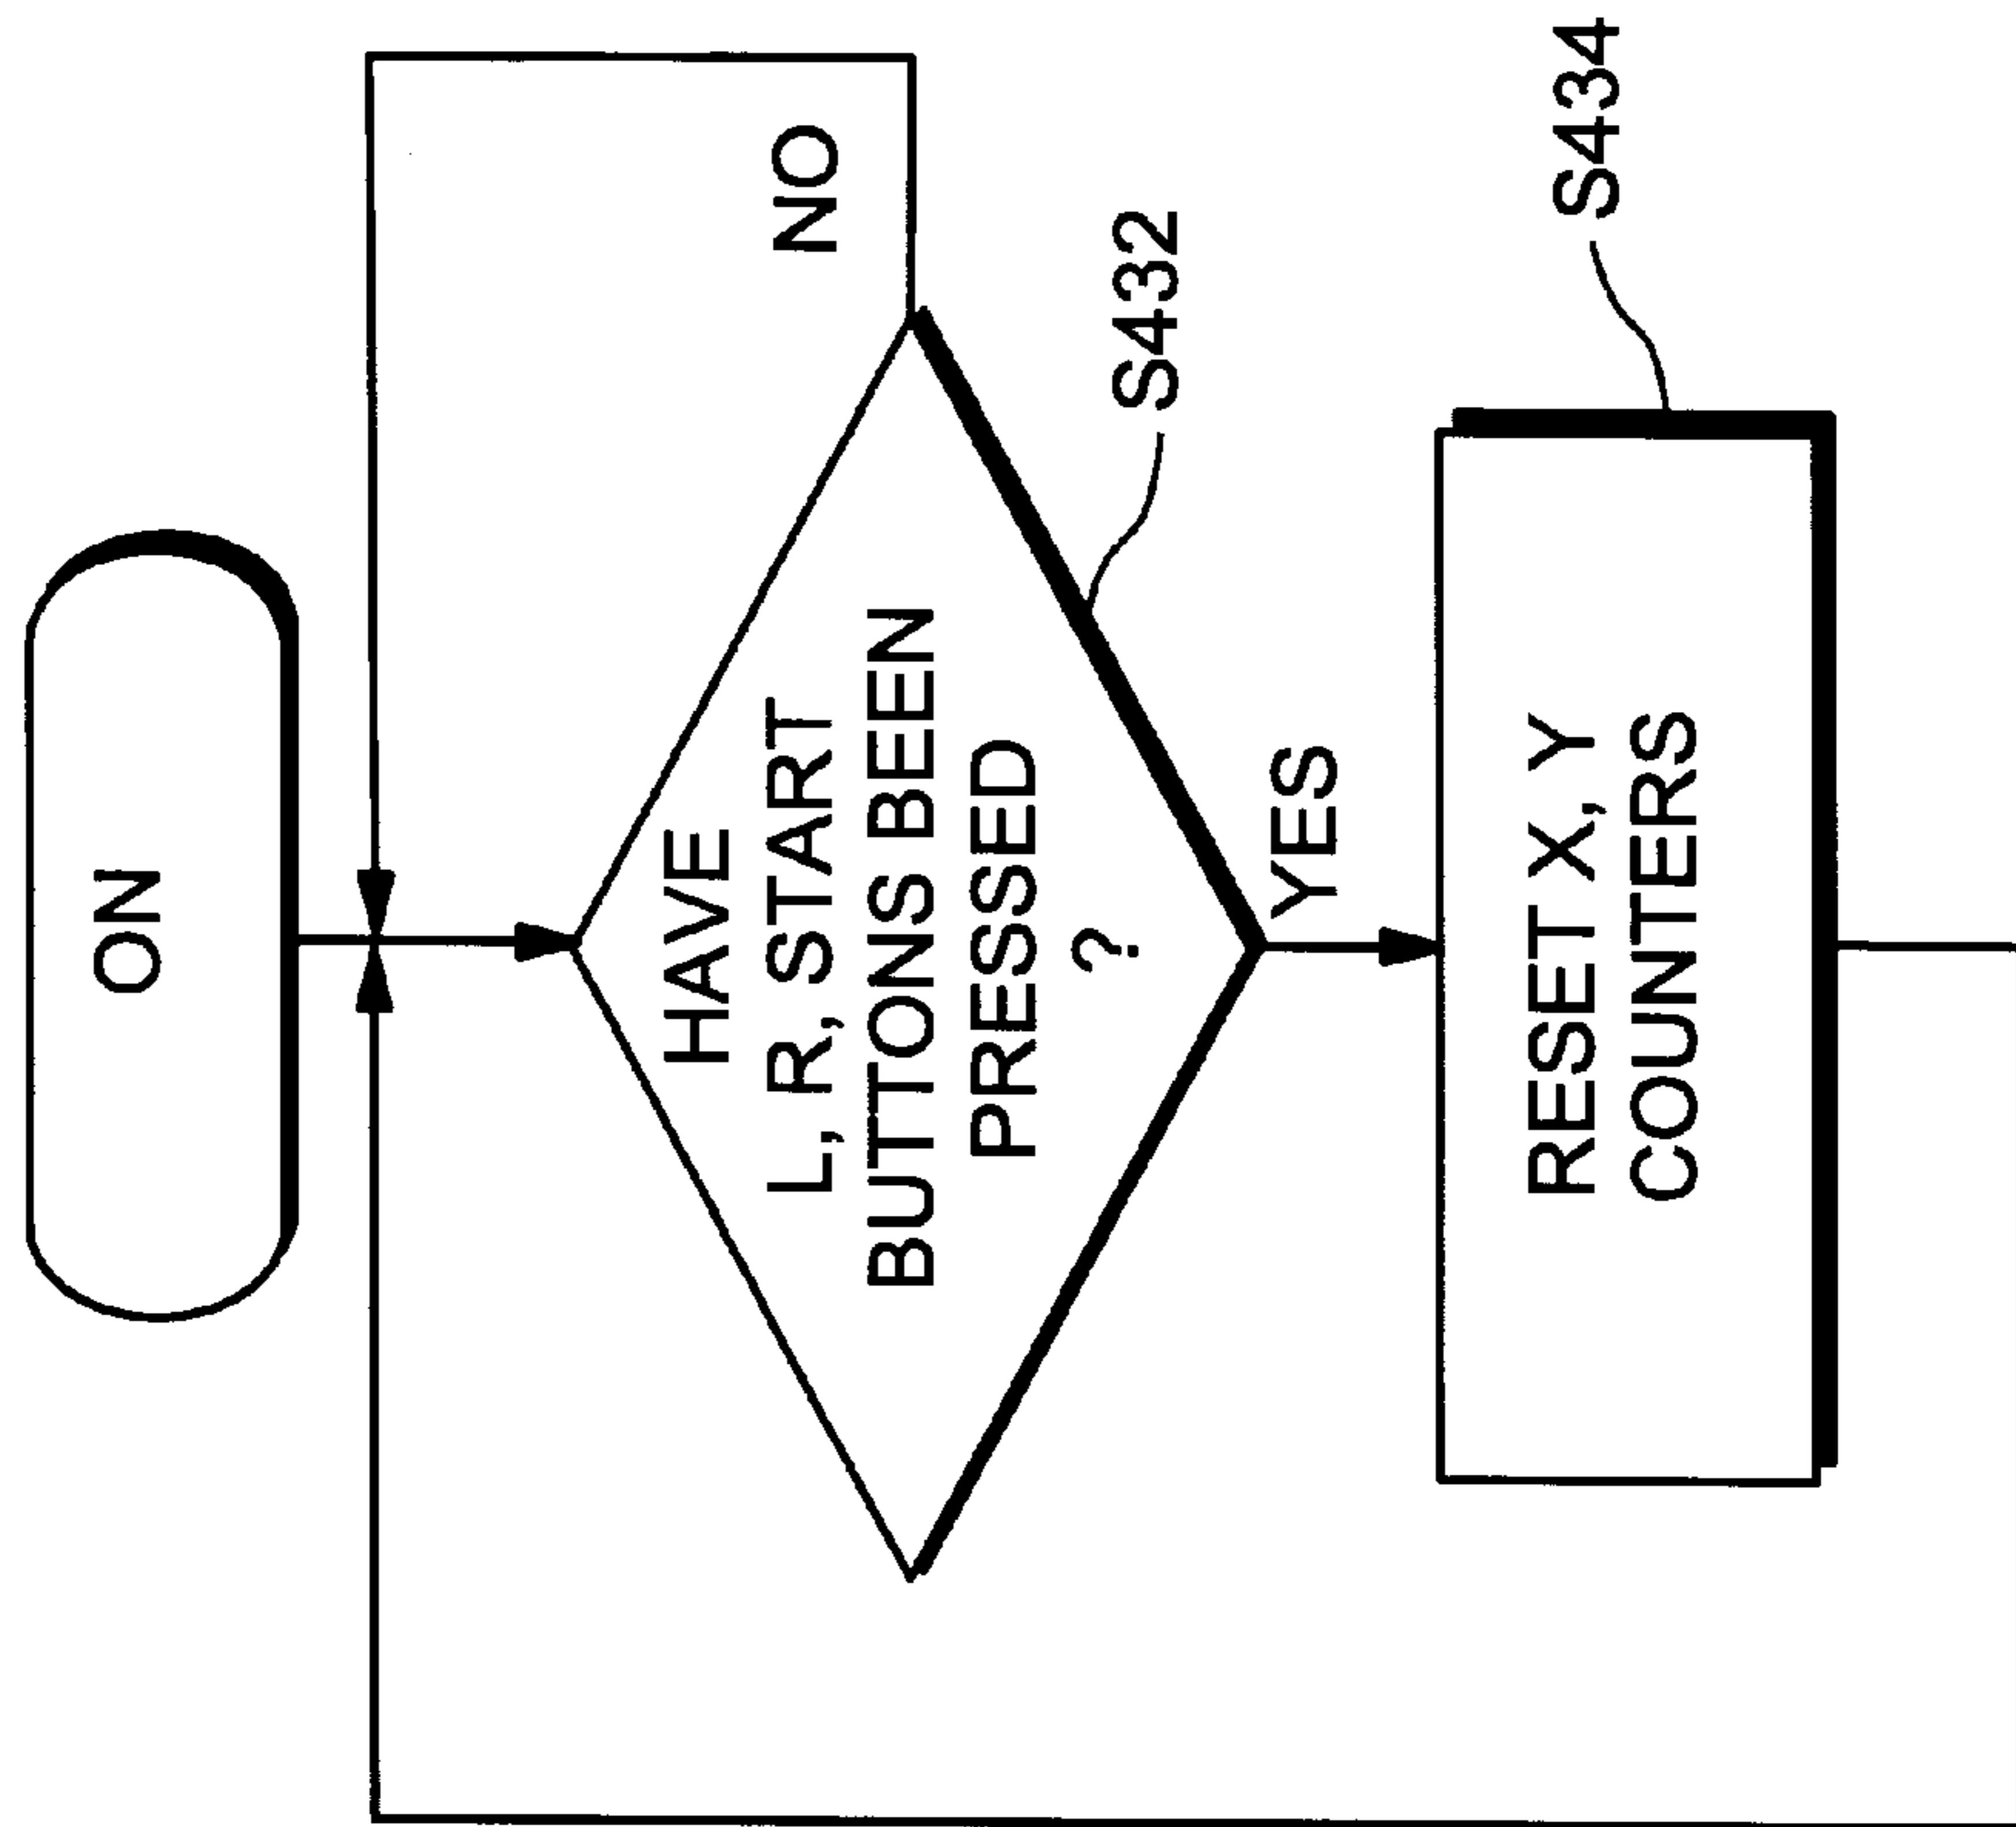 ON
HAVE
L, R, START
BUTTONS BEEN
PRESSED
?
NO
S432
YES
RESET X, Y
COUNTERS
S434